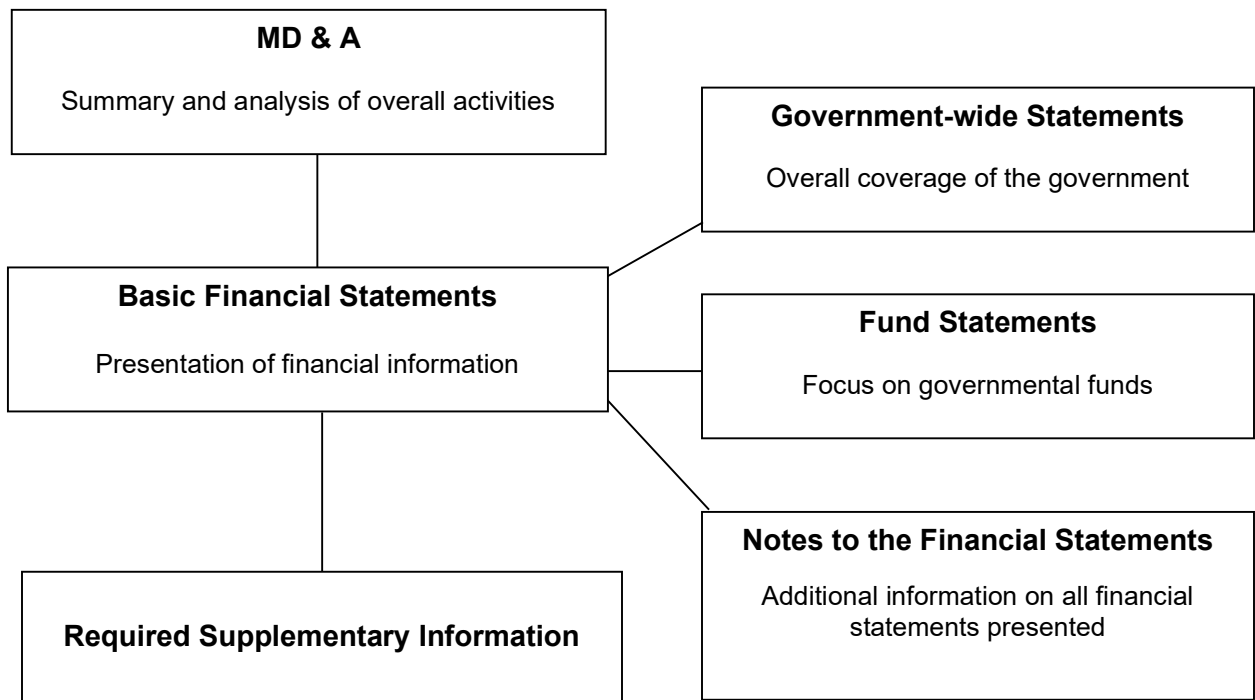 MD & A
Summary and analysis of overall activities
Government-wide Statements
Overall coverage of the government
Basic Financial Statements
Presentation of financial information
Fund Statements
Focus on governmental funds
Notes to the Financial Statements
Additional information on all financial
statements presented
Required Supplementary Information